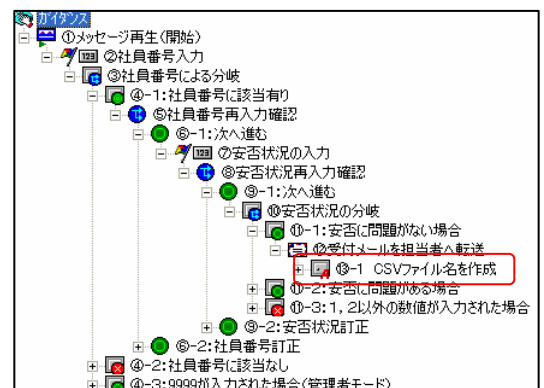 ガイダンス
①メッセージ再生(開始)
②社員番号入力
③社員番号による分岐
④-1:社員番号に該当有り
⑤社員番号再入力確認
⑥-1:次へ進む
⑦安否状況の入力
⑧安否状況再入力確認
⑨-1:次へ進む
⑩安否状況の分岐
⑪-1:安否に問題がない場合
⑫受付メールを担当者へ転送
⑬-1 CSVファイル名を作成
⑪-2:安否に問題がある場合
⑪-3:1, 2以外の数値が入力された場合
⑨-2:安否状況訂正
⑥-2:社員番号訂正
④-2:社員番号に該当なし
④-3:9999が入力された場合(管理者モード)